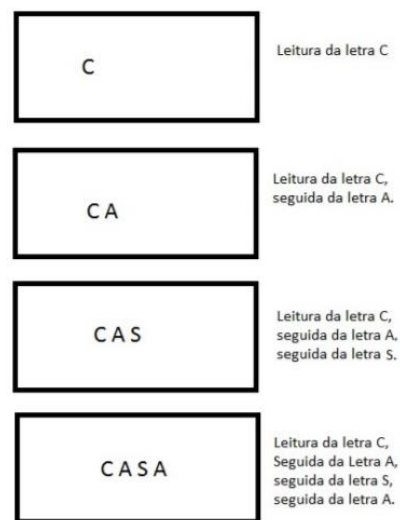 C
Leitura da letra C
C A
Leitura da letra C,
seguida da letra A.
C A S
Leitura da letra C,
seguida da letra A,
seguida da letra S.
C A S A
Leitura da letra C,
Seguida da Letra A,
seguida da letra S,
seguida da letra A.